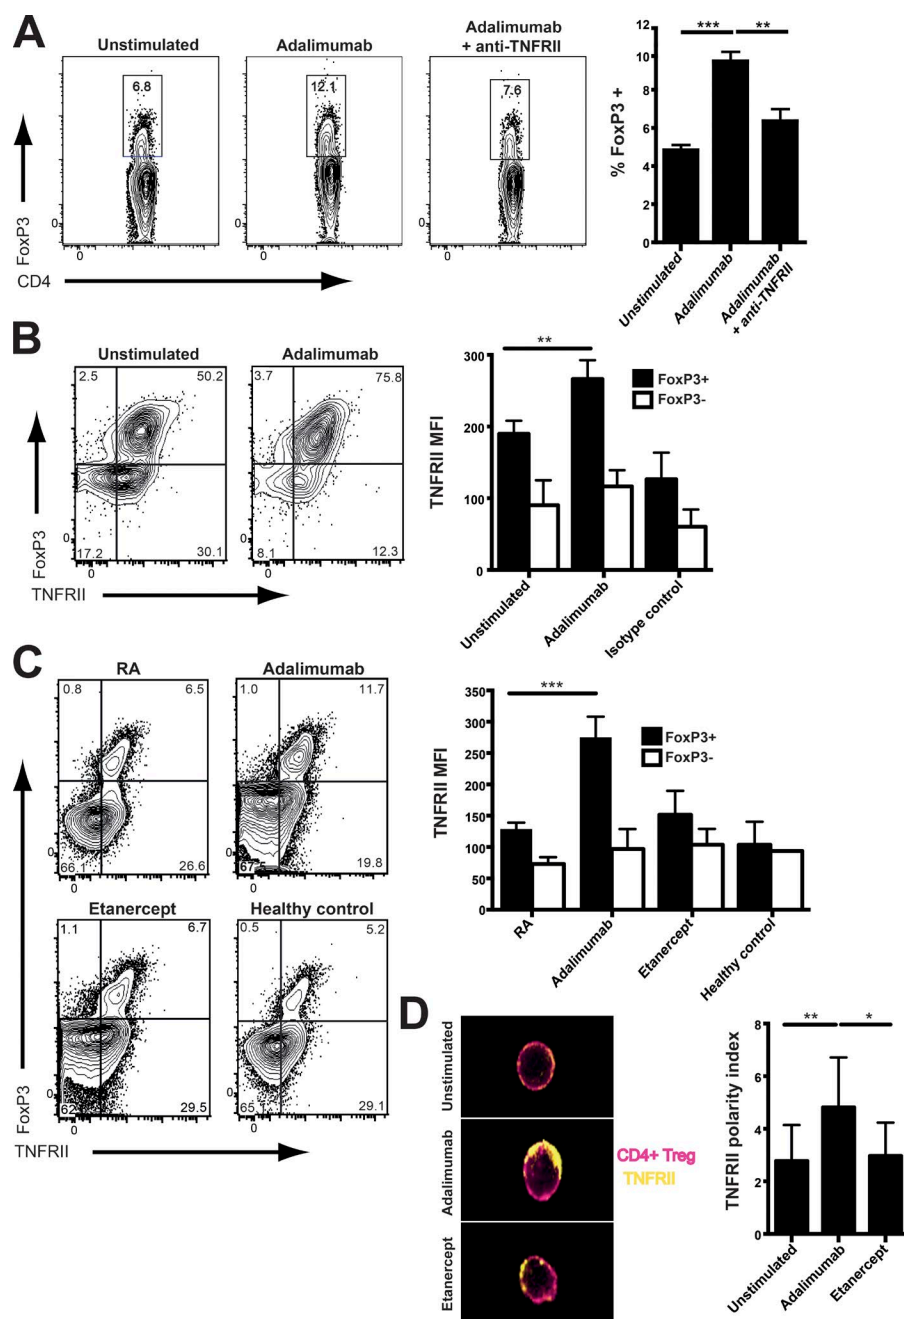 A
Unstimulated
Adalimumab
Adalimumab
+ anti-TNFRII
6.8
12.1
7.6
0
0
0
0
0
0
FoxP3
CD4
12
10
8
6
4
2
0
% FoxP3 +
***
**
Unstimulated
Adalimumab
Adalimumab
+ anti-TNFRII
B
Unstimulated
Adalimumab
2.5
50.2
3.7
75.8
17.2
30.1
8.1
12.3
0
0
0
0
FoxP3
TNFRII
300
200
100
0
TNFRII MFI
**
FoxP3+
FoxP3-
Unstimulated
Adalimumab
Isotype control
C
RA
Adalimumab
0.8
6.5
1.0
11.7
66.1
26.6
67.5
19.8
0
0
0
0
Etanercept
Healthy control
1.1
6.7
0.5
5.2
62
29.5
65.
29.1
0
0
0
0
FoxP3
TNFRII
350
300
250
200
150
100
50
0
TNFRII MFI
***
FoxP3+
FoxP3-
RA
Adalimumab
Etanercept
Healthy control
D
Unstimulated
Adalimumab
Etanercept
CD4+ Treg
TNFRII
8
6
4
2
0
TNFRII polarity index
**
*
Unstimulated
Adalimumab
Etanercept